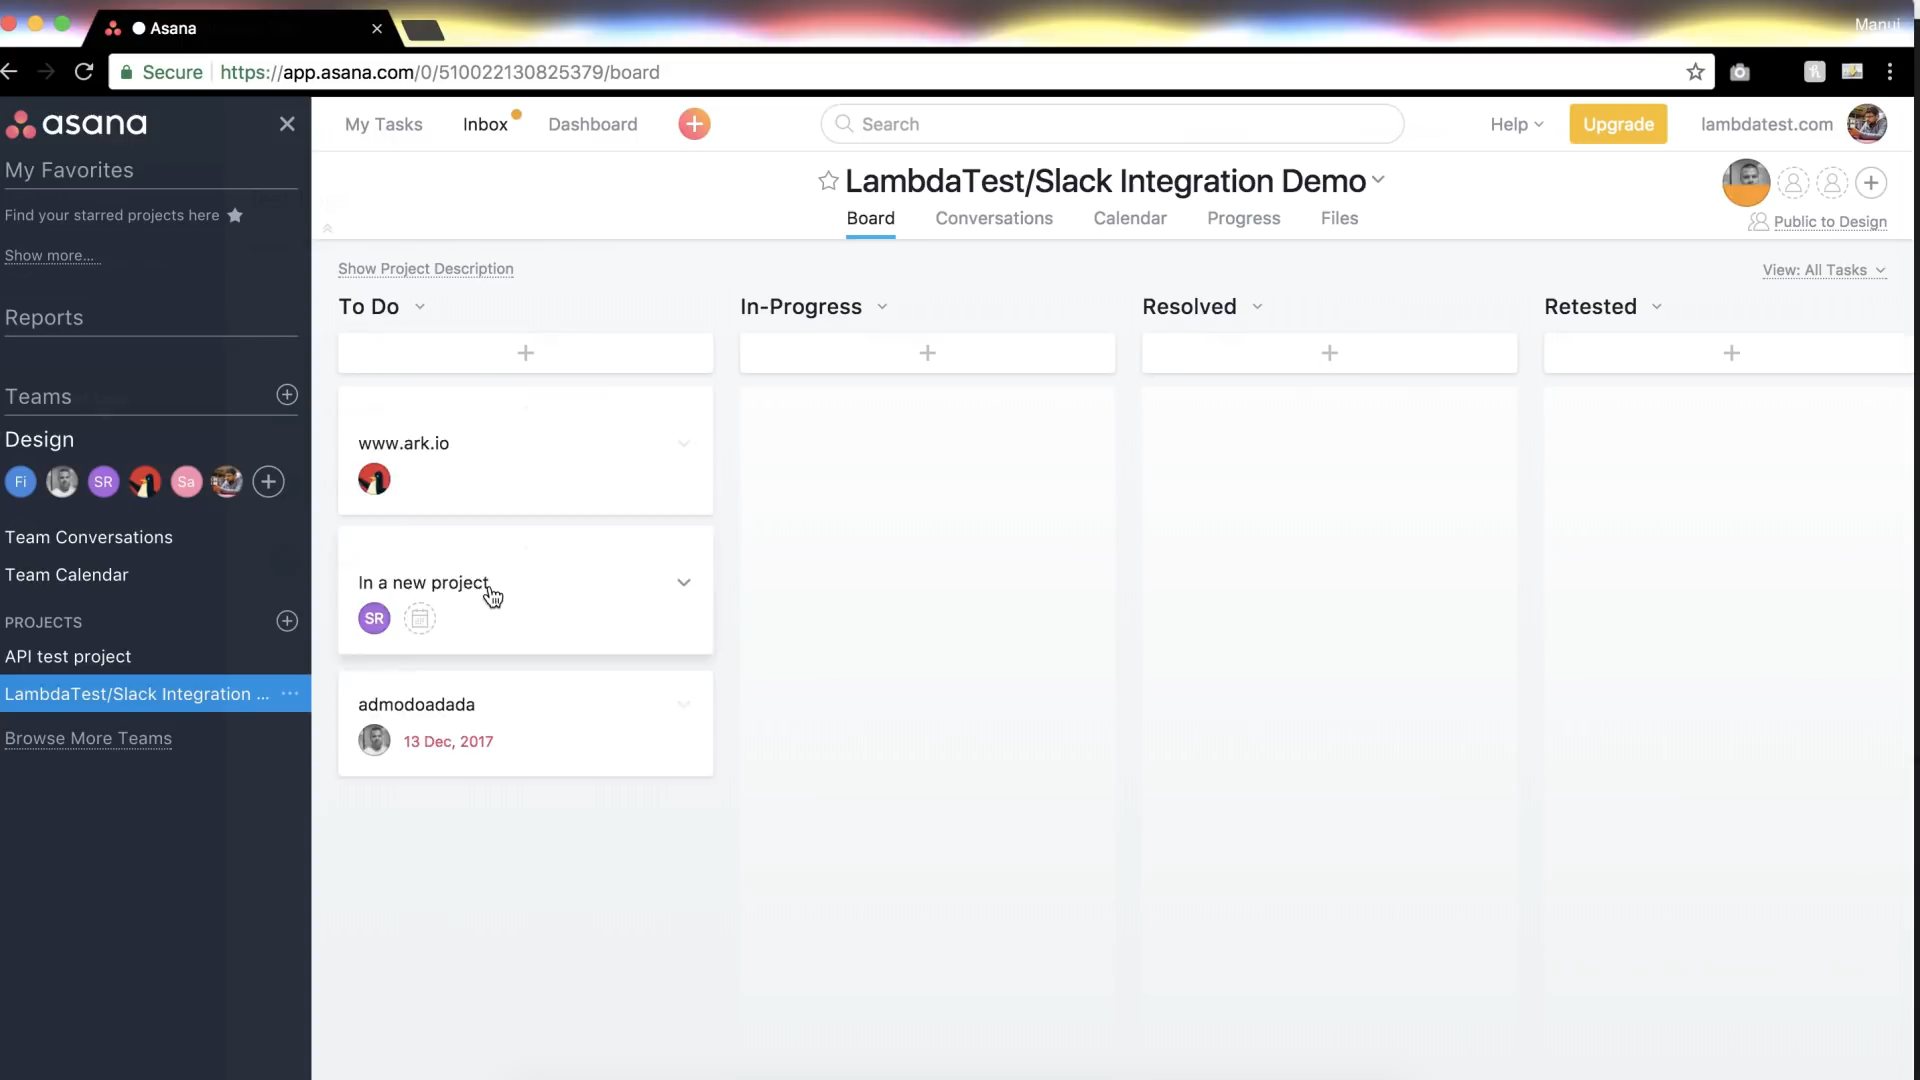 Asana
Manuj
Secure
https://app.asana.com/0/510022130825379/board
asana
My Tasks
Inbox
Dashboard
Search
Help
Upgrade
lambdatest.com
My Favorites
Find your starred projects here
Show more...
Reports
Teams
Design
Fi
SR
Sa
Team Conversations
Team Calendar
PROJECTS
API test project
LambdaTest/Slack Integration ...
Browse More Teams
LambdaTest/Slack Integration Demo
Board
Conversations
Calendar
Progress
Files
Public to Design
Show Project Description
View: All Tasks
To Do
In-Progress
Resolved
Retested
www.ark.io
In a new project
SR
admodoadada
13 Dec, 2017